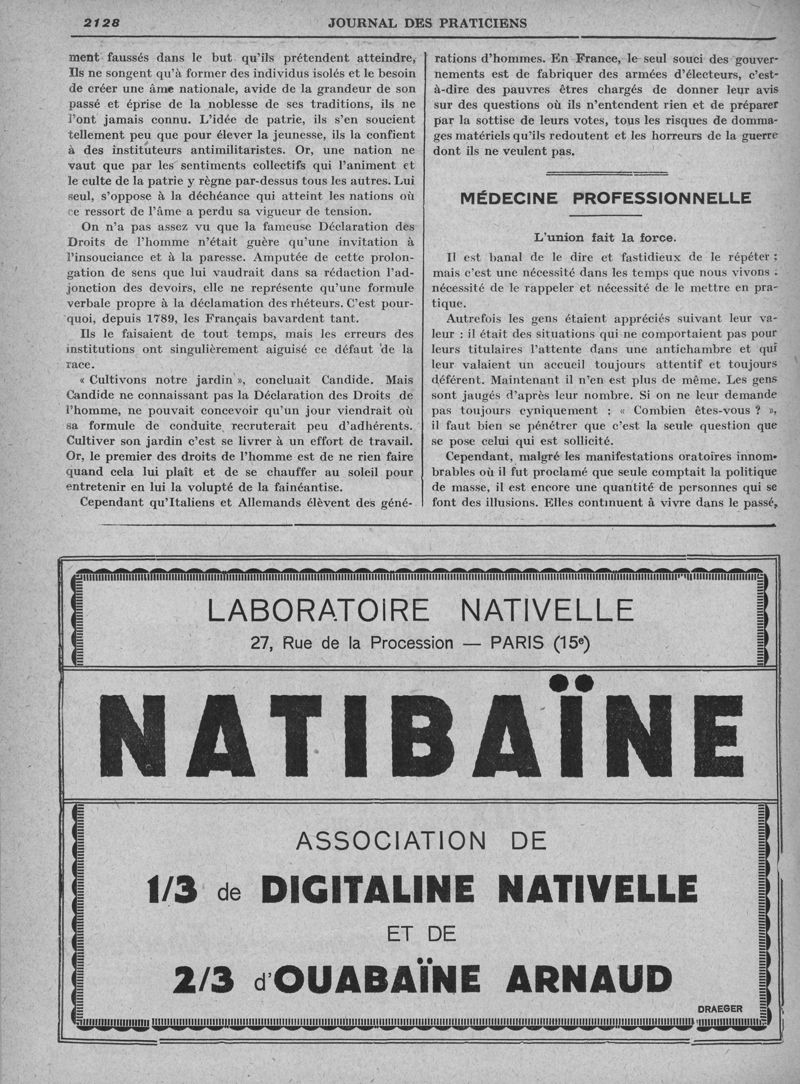 2128
JOURNAL DES PRATICIENS
ment faussés dans le but qu'ils prétendent atteindre,
Ils ne songent qu'à former des individus isolés et le besoin
de créer une âme nationale, avide de la grandeur de son
passé et éprise de la noblesse de ses traditions, ils ne
l'ont jamais connu. L'idée de patrie, ils s'en soucient
tellement peu que pour élever la jeunesse, ils la confient
à des instituteurs antimilitaristes. Or, une nation ne
vaut que par les sentiments collectifs qui l'animent et
le culte de la patrie y règne par-dessus tous les autres. Lui
seul, s'oppose à la déchéance qui atteint les nations où
ce ressort de l'âme a perdu sa vigueur de tension.
On n'a pas assez vu que la fameuse Déclaration des
Droits de l'homme n'était guère qu'une invitation à
l'insouciance et à la paresse. Amputée de cette prolon-
gation de sens que lui vaudrait dans sa rédaction l'ad-
jonction des devoirs, elle ne représente qu'une formule
verbale propre à la déclamation des rhéteurs. C'est pour-
quoi, depuis 1789, les Français bavardent tant.
Ils le faisaient de tout temps, mais les erreurs des
institutions ont singulièrement aiguisé ce défaut de la
race.
« Cultivons notre jardin », concluait Candide. Mais
Candide ne connaissant pas la Déclaration des Droits de
l'homme, ne pouvait concevoir qu'un jour viendrait où
sa formule de conduite recruterait peu d'adhérents.
Cultiver son jardin c'est se livrer à un effort de travail.
Or, le premier des droits de l'homme est de ne rien faire
quand cela lui plaît et de se chauffer au soleil pour
entretenir en lui la volupté de la fainéantise.
Cependant qu'Italiens et Allemands élèvent des géné-
rations d'hommes. En France, le seul souci des gouver-
nements est de fabriquer des armées d'électeurs, c'est-
à-dire des pauvres êtres chargés de donner leur avis
sur des questions où ils n'entendent rien et de préparer
par la sottise de leurs votes, tous les risques de domma-
ges matériels qu'ils redoutent et les horreurs de la guerre
dont ils ne veulent pas.
MÉDECINE PROFESSIONNELLE
L'union fait la force.
Il est banal de le dire et fastidieux de le répéter ;
mais c'est une nécessité dans les temps que nous vivons :
nécessité de le rappeler et nécessité de le mettre en pra-
tique.
Autrefois les gens étaient appréciés suivant leur va-
leur : il était des situations qui ne comportaient pas pour
leurs titulaires l'attente dans une antichambre et qui
leur valaient un accueil toujours attentif et toujours
déférent. Maintenant il n'en est plus de même. Les gens
sont jaugés d'après leur nombre. Si on ne leur demande
pas toujours cyniquement : « Combien êtes-vous ? »,
il faut bien se pénétrer que c'est la seule question que
se pose celui qui est sollicité.
Cependant, malgré les manifestations oratoires innom-
brables où il fut proclamé que seule comptait la politique
de masse, il est encore une quantité de personnes qui se
font des illusions. Elles continuent à vivre dans le passé,
LABORATOIRE NATIVELLE
27, Rue de la Procession — PARIS (15e)
NATIBAÏNE
ASSOCIATION DE
1/3 de DIGITALINE NATIVELLE
ET DE
2/3 d'OUABAÏNE ARNAUD
DRAEGER